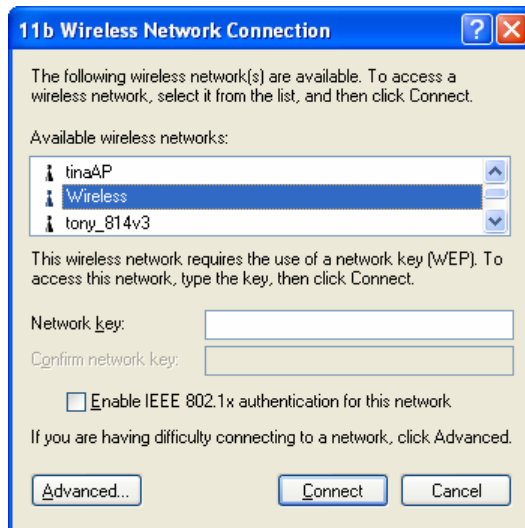 11b Wireless Network Connection
The following wireless network(s) are available. To access a
wireless network, select it from the list, and then click Connect.
Available wireless networks:
tinaAP
Wireless
tony_814v3
This wireless network requires the use of a network key (WEP). To
access this network, type the key, then click Connect.
Network key:
Confirm network key:
Enable IEEE 802.1x authentication for this network
If you are having difficulty connecting to a network, click Advanced.
Advanced... Connect Cancel